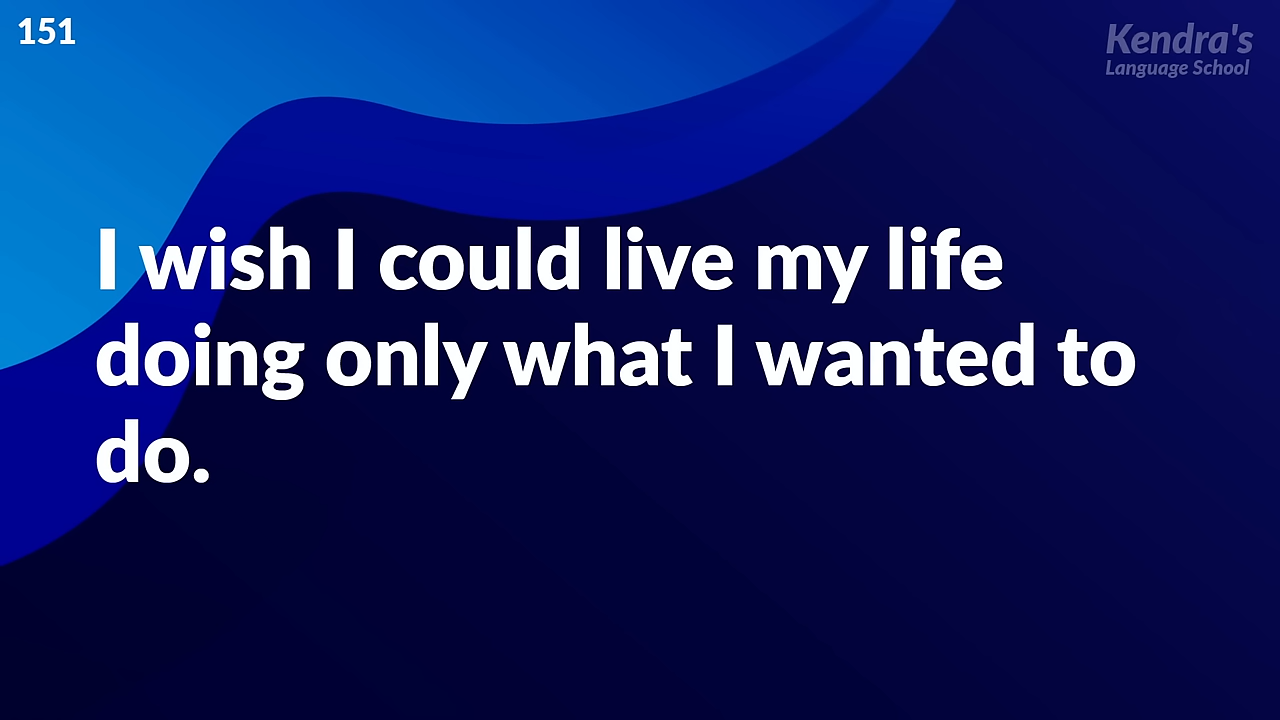 151
Kendra's
Language School
I wish I could live my life
doing only what I wanted to
do.